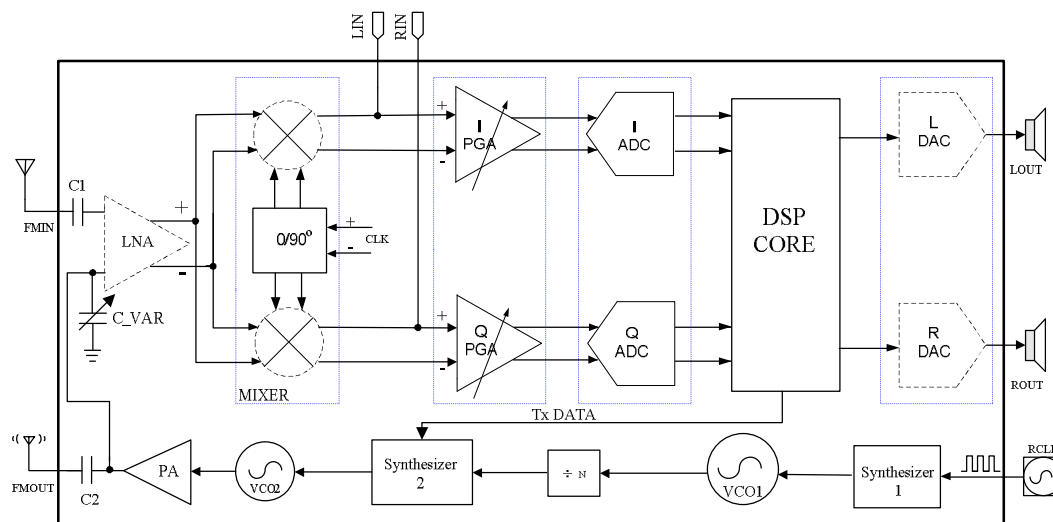 LIN
RIN
+
I
PGA
-
I
ADC
DSP
CORE
L
DAC
LOUT
C1
FMIN
LNA
+
-
0/90°
+
-
CLK
C_VAR
MIXER
+
Q
PGA
-
Q
ADC
R
DAC
ROUT
Tx DATA
FMOUT
C2
PA
VCO2
Synthesizer
2
÷ N
VCO1
Synthesizer
1